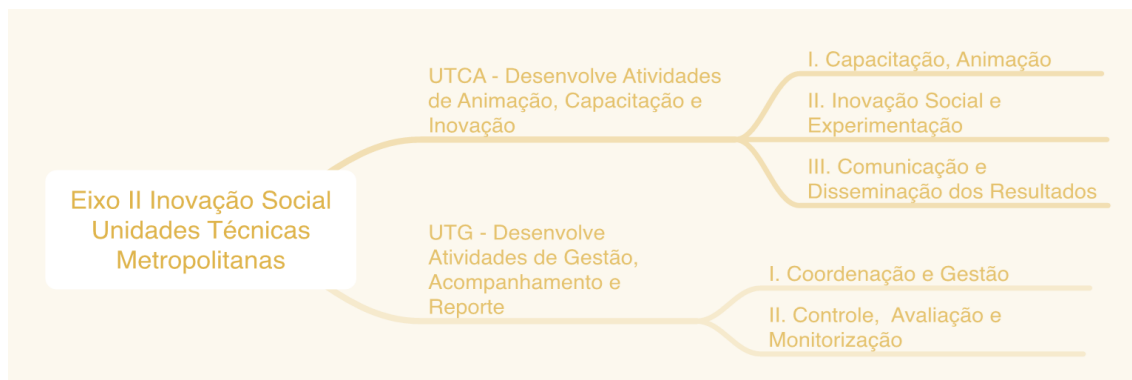 Eixo II Inovação Social
Unidades Técnicas
Metropolitanas
UTCA - Desenvolve Atividades
de Animação, Capacitação e
Inovação
I. Capacitação, Animação
II. Inovação Social e
Experimentação
III. Comunicação e
Disseminação dos Resultados
UTG - Desenvolve
Atividades de Gestão,
Acompanhamento e
Reporte
I. Coordenação e Gestão
II. Controle,  Avaliação e
Monitorização